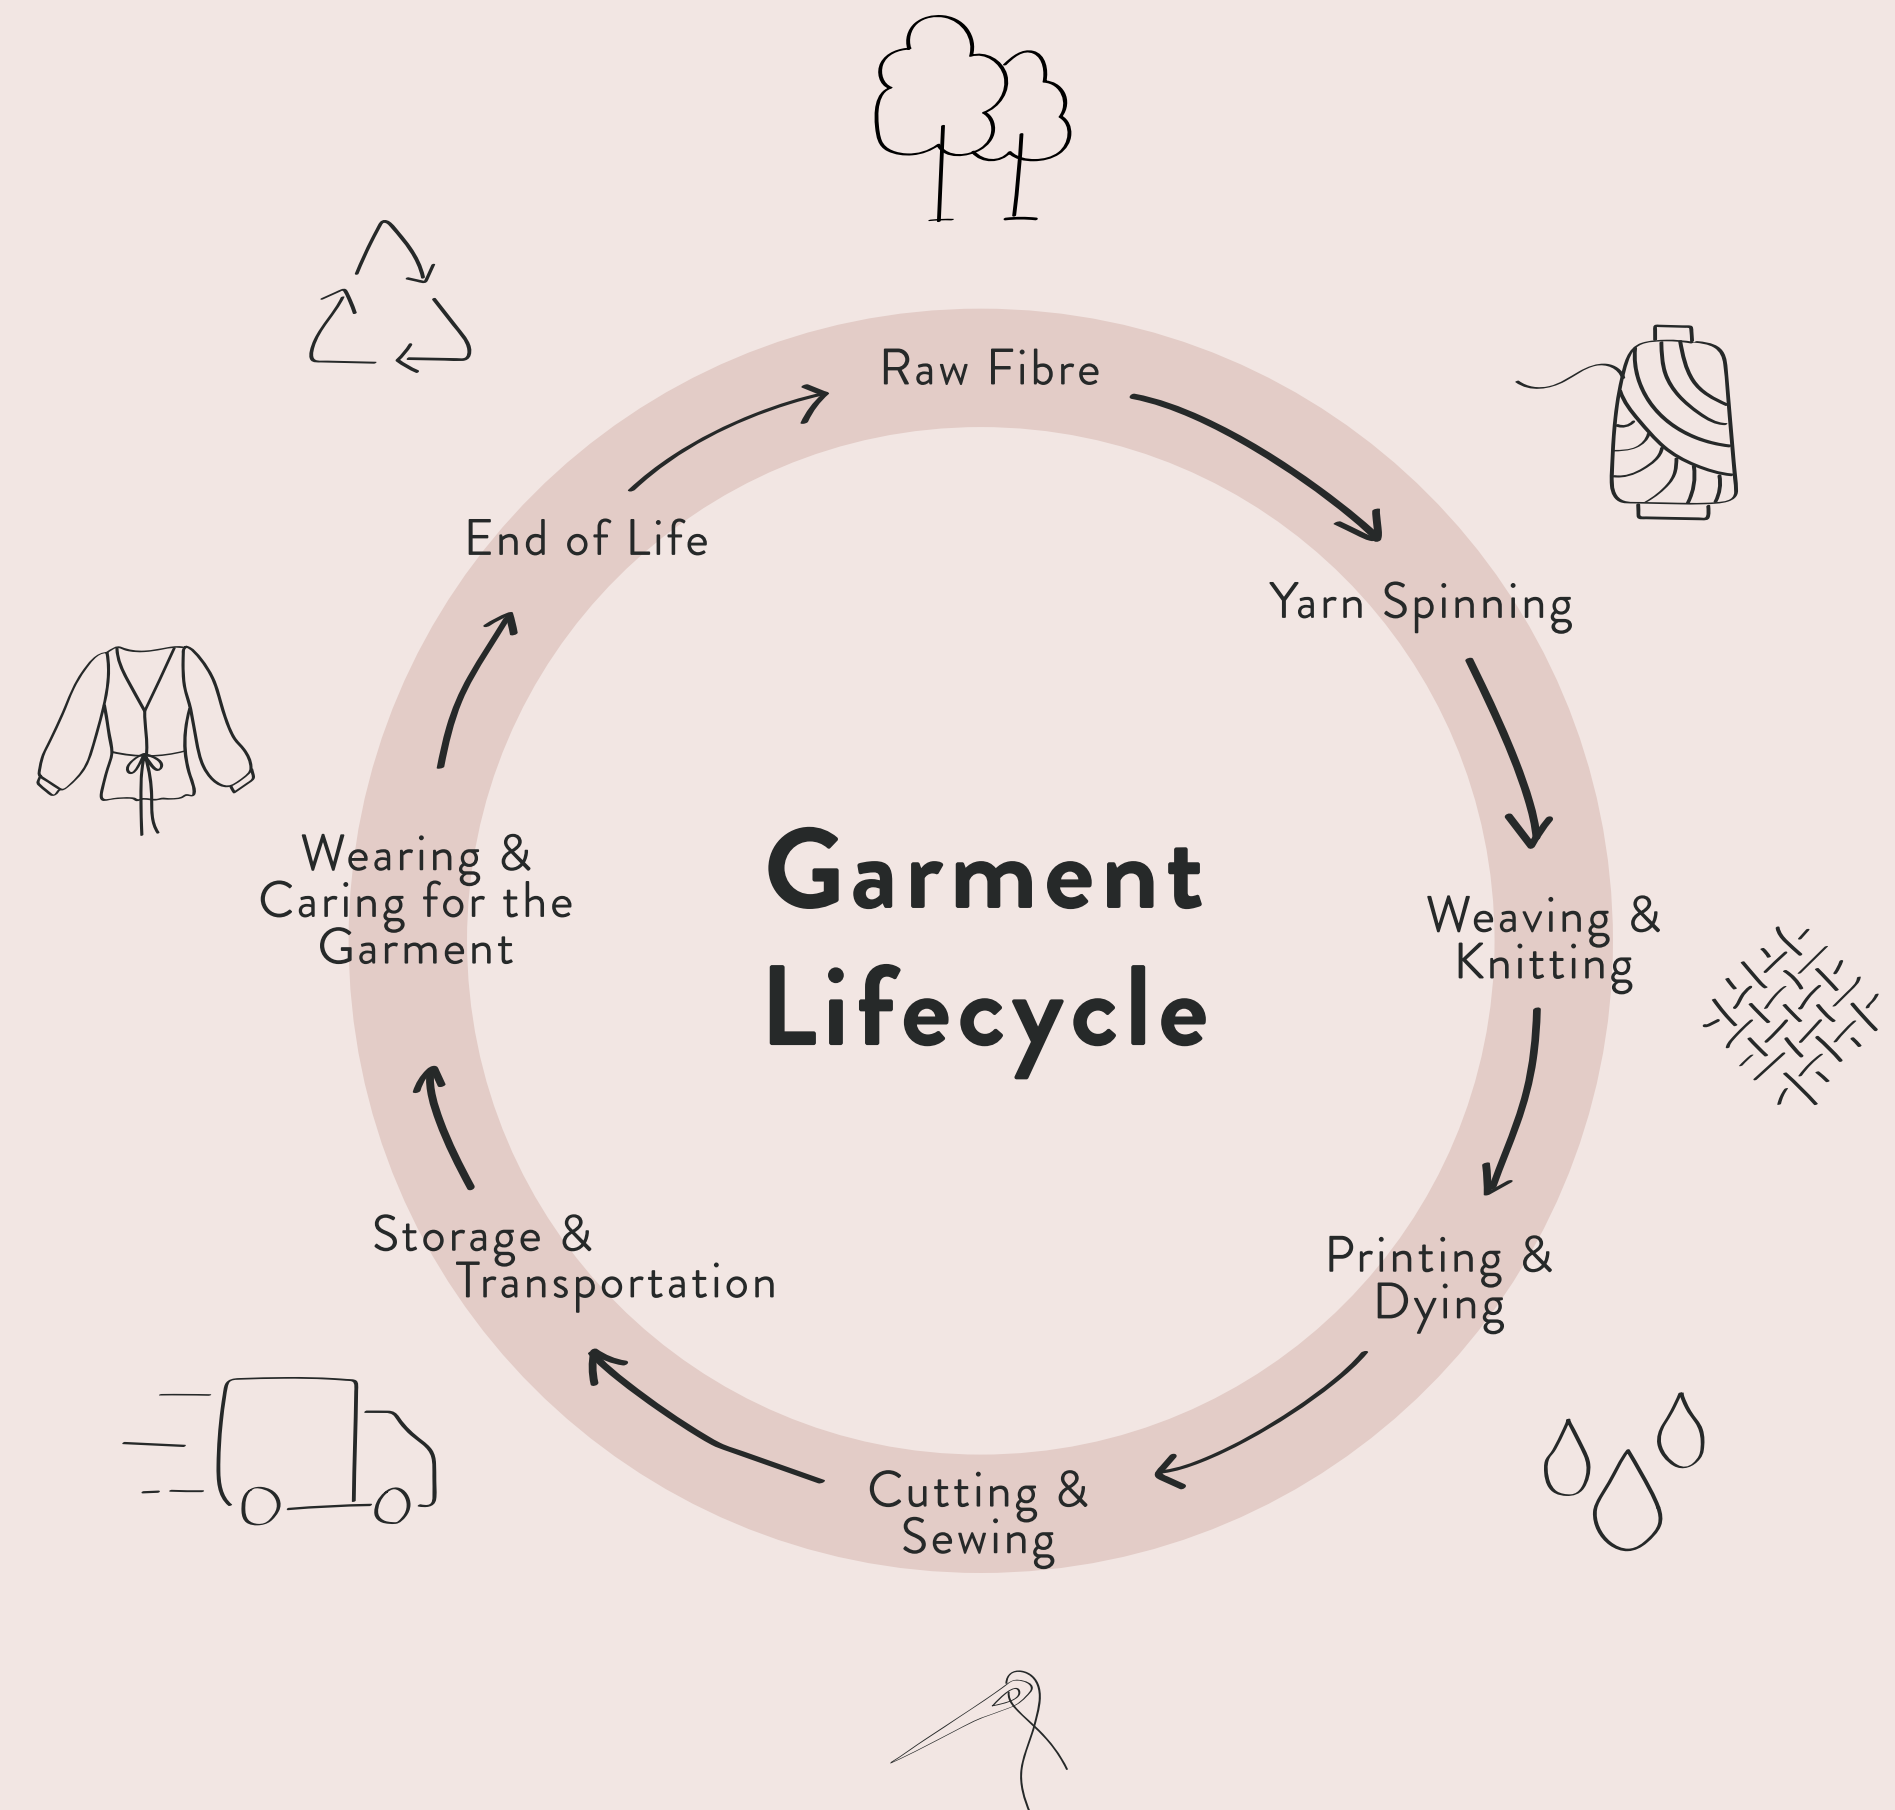 Raw Fibre
Yarn Spinning
Weaving &
Knitting
Printing &
Dying
Cutting &
Sewing
Storage &
Transportation
Wearing &
Caring for the
Garment
End of Life
Garment
Lifecycle